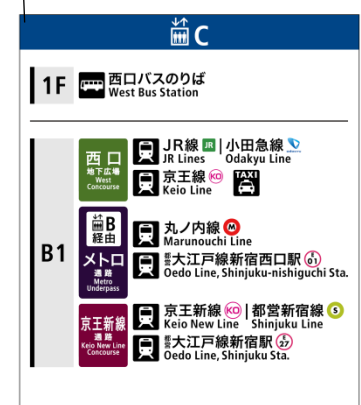 C
1F 西口バスのりば
West Bus Station
B1
西口
地下広場
West
Concourse
JR線 JR | 小田急線
JR Lines Odakyu Line
京王線 KO TAXI
Keio Line
B
経由
メトロ
通路
Metro
Underpass
丸ノ内線 M
Marunouchi Line
都営大江戸線新宿西口駅 E 01
Oedo Line, Shinjuku-nishiguchi Sta.
京王新線
通路
Keio New Line
Concourse
京王新線 KO | 都営新宿線 S
Keio New Line Shinjuku Line
都営大江戸線新宿駅 E 27
Oedo Line, Shinjuku Sta.